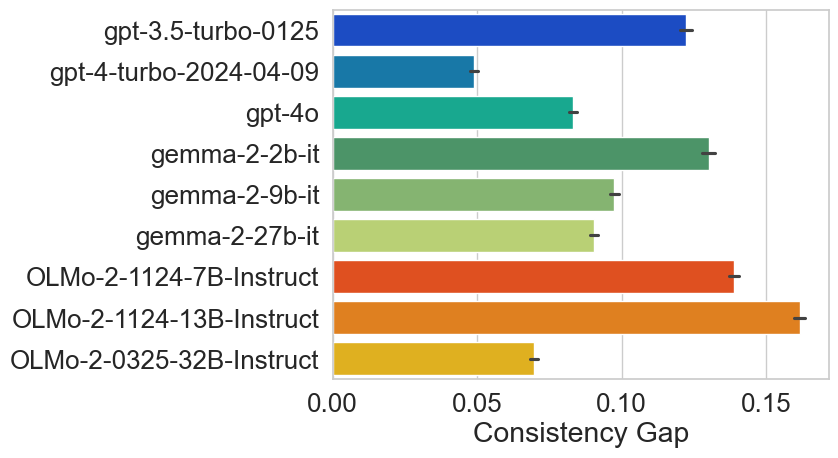 gpt-3.5-turbo-0125
gpt-4-turbo-2024-04-09
gpt-4o
gemma-2-2b-it
gemma-2-9b-it
gemma-2-27b-it
OLMo-2-1124-7B-Instruct
OLMo-2-1124-13B-Instruct
OLMo-2-0325-32B-Instruct
0.00 0.05 0.10 0.15
Consistency Gap